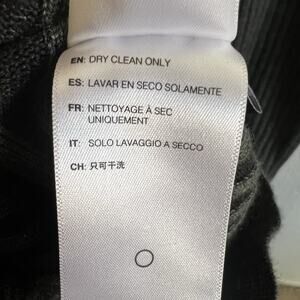 EN: DRY CLEAN ONLY
ES: LAVAR EN SECO SOLAMENTE
FR: NETTOYAGE À SEC
UNIQUEMENT
IT: SOLO LAVAGGIO A SECCO
CH: 只可干洗